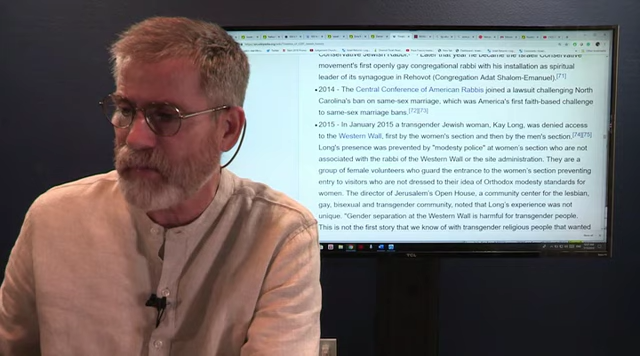 Conservative Jewish Rabbi." Later that year he became the Israel Conservative
movement's first openly gay congregational rabbi with his installation as spiritual
leader of its synagogue in Rehovot (Congregation Adat Shalom-Emanuel).[71]
• 2014 - The Central Conference of American Rabbis joined a lawsuit challenging North
Carolina's ban on same-sex marriage, which was America's first faith-based challenge
to same-sex marriage bans.[72][73]
• 2015 - In January 2015 a transgender Jewish woman, Kay Long, was denied access
to the Western Wall, first by the women's section and then by the men's section.[74][75]
Long's presence was prevented by "modesty police" at women's section who are
not associated with the rabbi of the Western Wall or the site administration. They are a
group of female volunteers who guard the entrance to the women's section preventing
entry to visitors who are not dressed to their idea of Orthodox modesty standards for
women. The director of Jerusalem's Open House, a community center for the lesbian,
gay, bisexual and transgender community, noted that Long's experience was not
unique. "Gender separation at the Western Wall is harmful for transgender people.
This is not the first story that we know of with transgender religious people that wanted
TCL